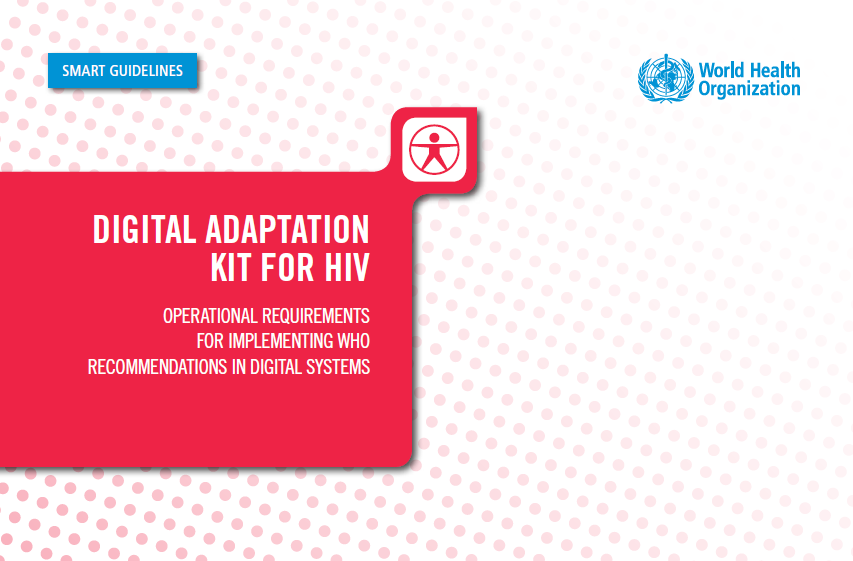 SMART GUIDELINES
World Health
Organization
DIGITAL ADAPTATION
KIT FOR HIV
OPERATIONAL REQUIREMENTS
FOR IMPLEMENTING WHO
RECOMMENDATIONS IN DIGITAL SYSTEMS